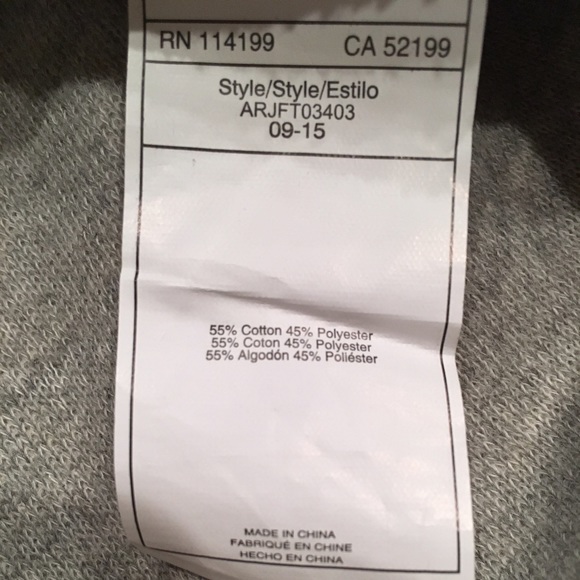 RN 114199 CA 52199
Style/Style/Estilo
ARJFT03403
09-15
55% Cotton 45% Polyester
55% Coton 45% Polyester
55% Algodón 45% Poliéster
MADE IN CHINA
FABRIQUÉ EN CHINE
HECHO EN CHINA